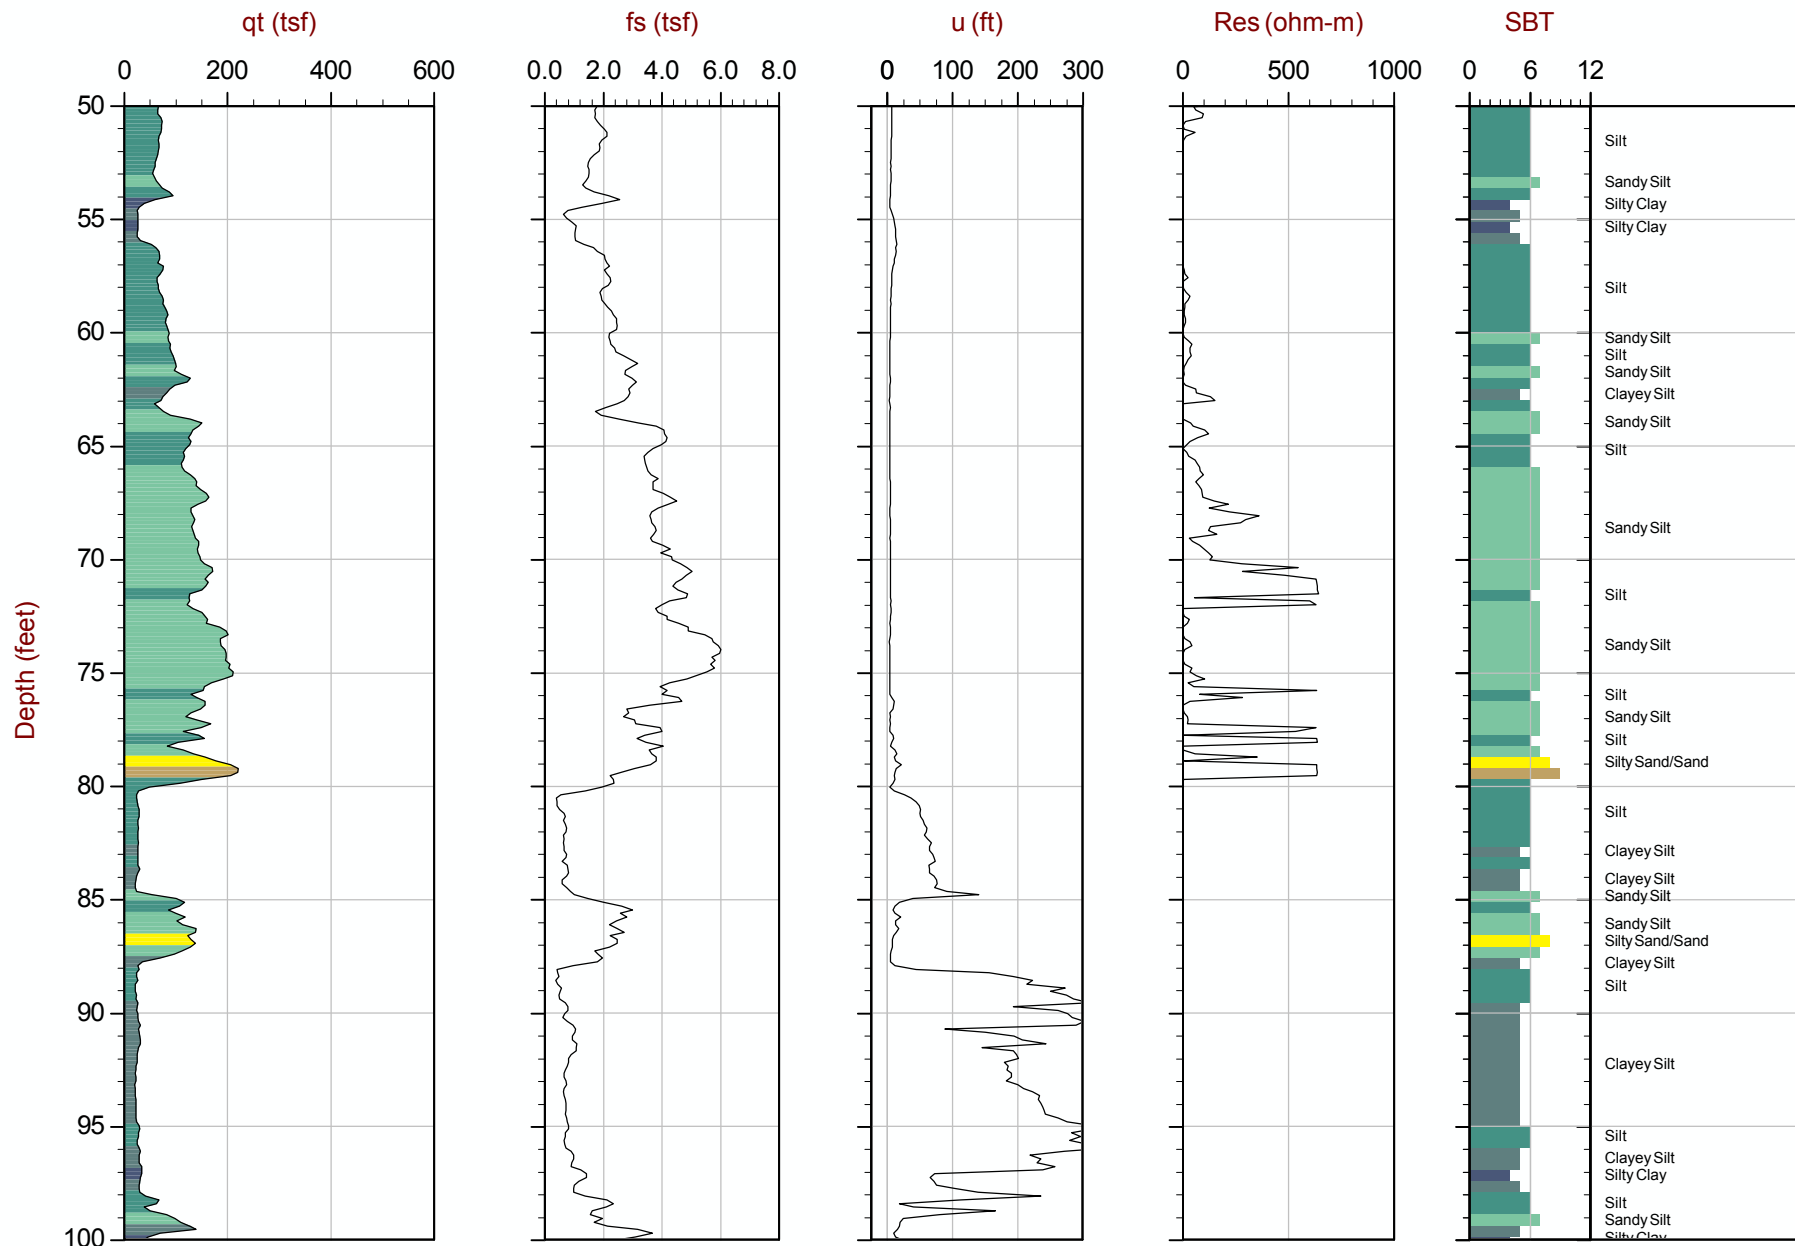 qt (tsf)
fs (tsf)
u (ft)
Res (ohm-m)
SBT
0 200 400 600
0.0 2.0 4.0 6.0 8.0
0 100 200 300
0 500 1000
0 6 12
Depth (feet)
50
55
60
65
70
75
80
85
90
95
100
Silt
Sandy Silt
Silty Clay
Silty Clay
Silt
Sandy Silt
Silt
Sandy Silt
Clayey Silt
Sandy Silt
Silt
Sandy Silt
Silt
Sandy Silt
Silt
Sandy Silt
Silt
Silty Sand/Sand
Silt
Clayey Silt
Clayey Silt
Sandy Silt
Sandy Silt
Silty Sand/Sand
Clayey Silt
Silt
Clayey Silt
Silt
Clayey Silt
Silty Clay
Silt
Sandy Silt
Silty Clay